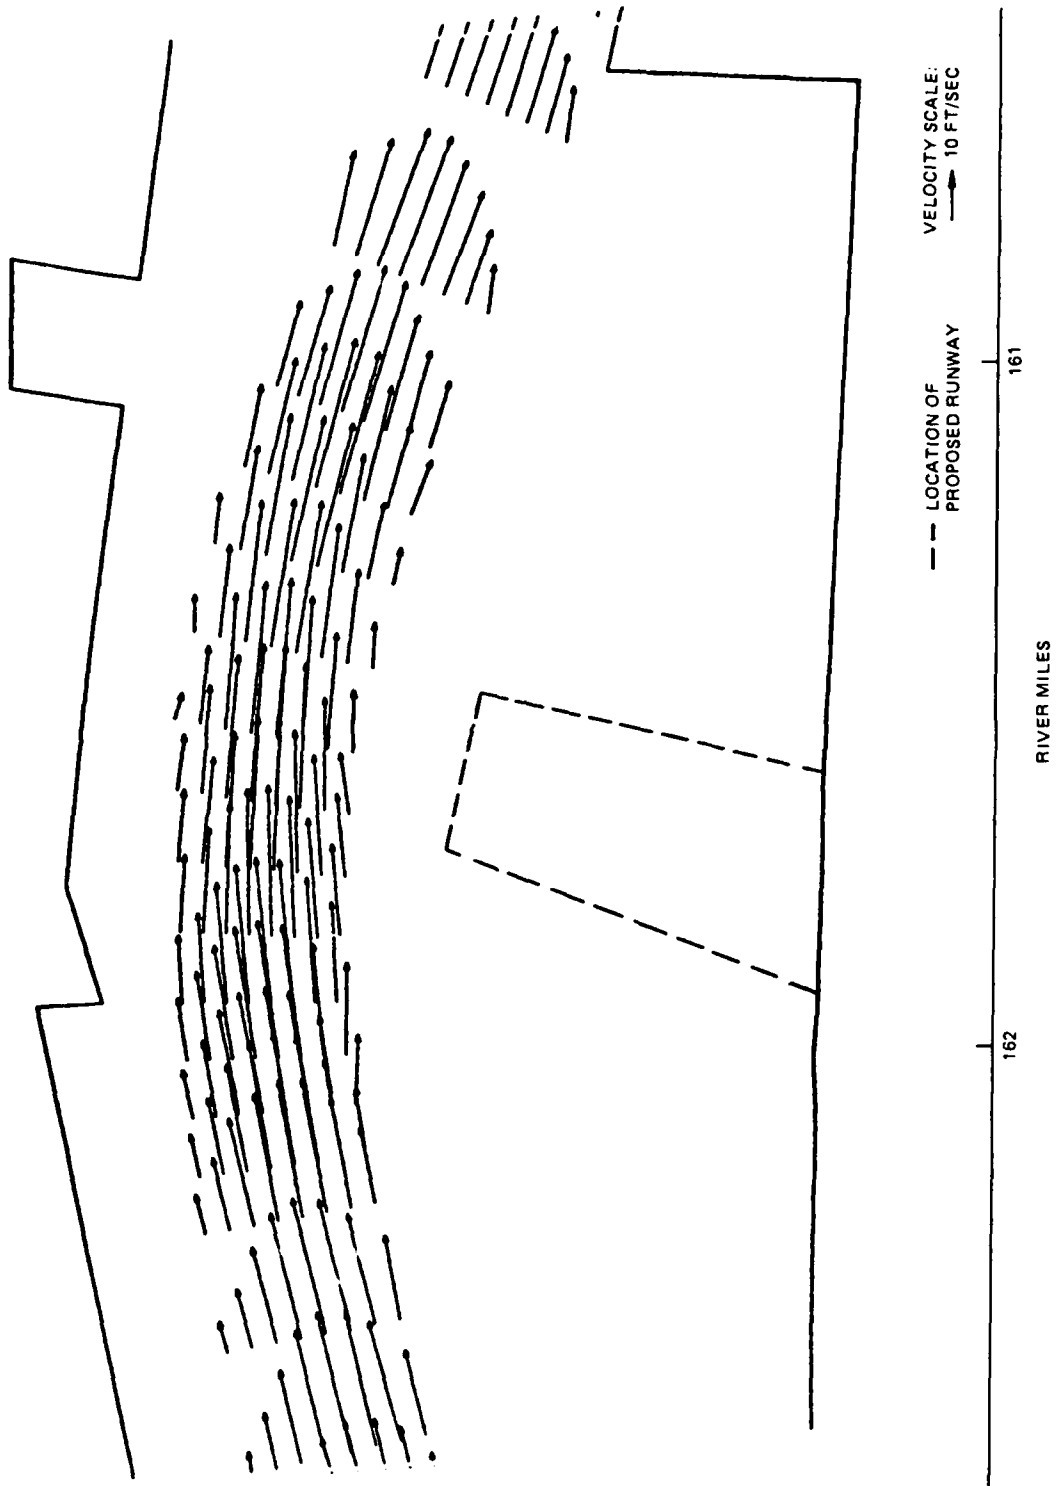 VELOCITY SCALE:
10 FT/SEC
LOCATION OF
PROPOSED RUNWAY
161
162
RIVER MILES